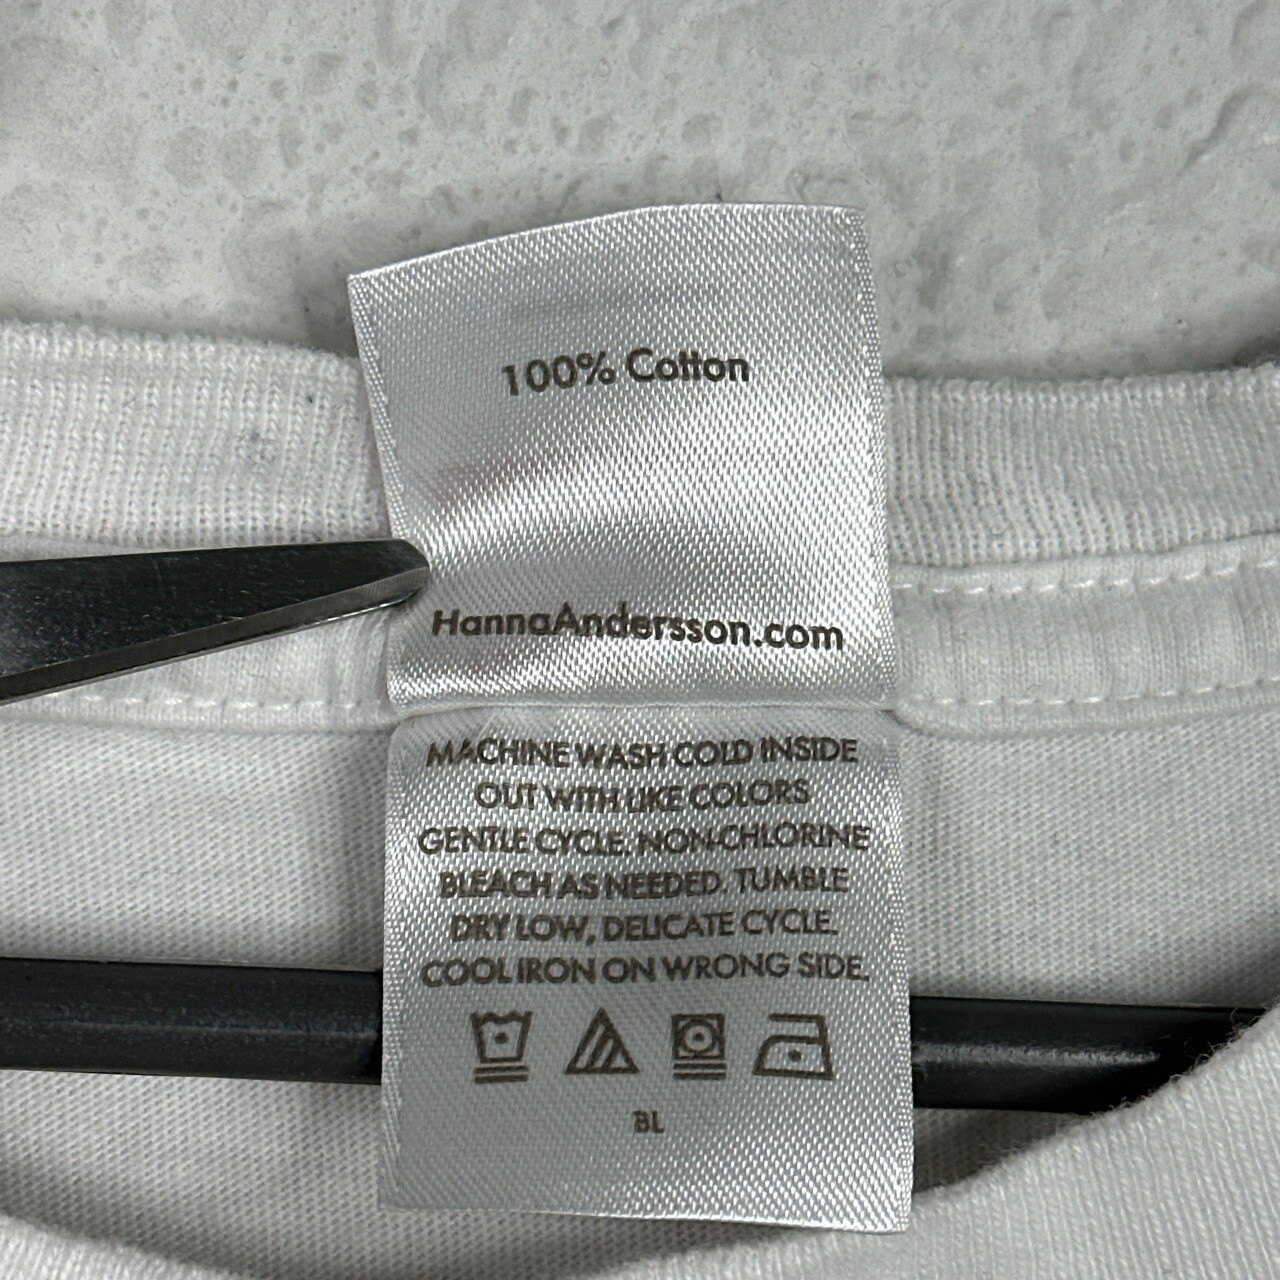 100% Cotton
HannaAndersson.com
MACHINE WASH COLD INSIDE
OUT WITH LIKE COLORS
GENTLE CYCLE. NON-CHLORINE
BLEACH AS NEEDED. TUMBLE
DRY LOW, DELICATE CYCLE.
COOL IRON ON WRONG SIDE.
BL